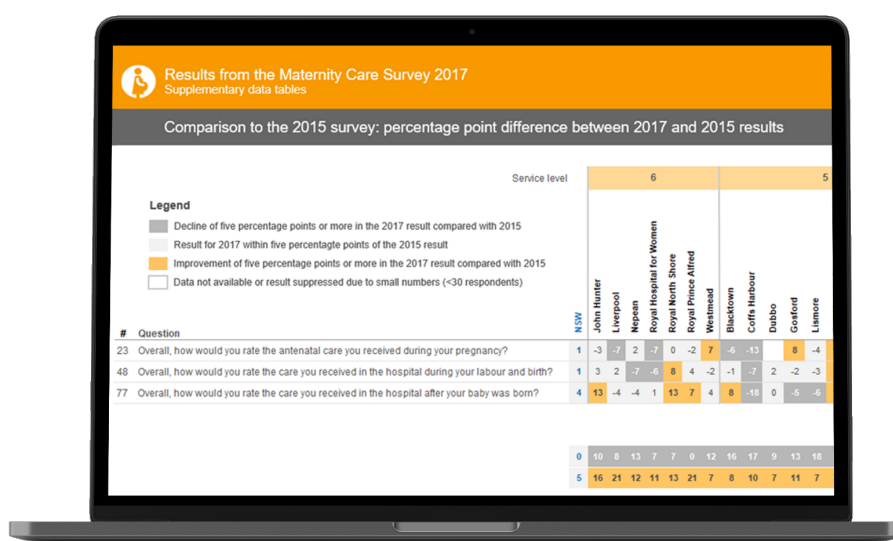 Results from the Maternity Care Survey 2017
Supplementary data tables
Comparison to the 2015 survey: percentage point difference between 2017 and 2015 results
Service level 6 5
Legend
Decline of five percentage points or more in the 2017 result compared with 2015
Result for 2017 within five percentagte points of the 2015 result
Improvement of five percentage points or more in the 2017 result compared with 2015
Data not available or result suppressed due to small numbers (<30 respondents)
# Question NSW John Hunter Liverpool Nepean Royal Hospital for Women Royal North Shore Royal Prince Alfred Westmead Blacktown Coffs Harbour Dubbo Gosford Lismore
23 Overall, how would you rate the antenatal care you received during your pregnancy? 1 -3 -7 2 -7 0 -2 7 -6 -13 8 -4
48 Overall, how would you rate the care you received in the hospital during your labour and birth? 1 3 2 -7 -6 8 4 -2 -1 -7 2 -2 -3
77 Overall, how would you rate the care you received in the hospital after your baby was born? 4 13 -4 -4 1 13 7 4 8 -18 0 -5 -6
0 10 8 13 7 7 0 12 16 17 9 13 18
5 16 21 12 11 13 21 7 8 10 7 11 7